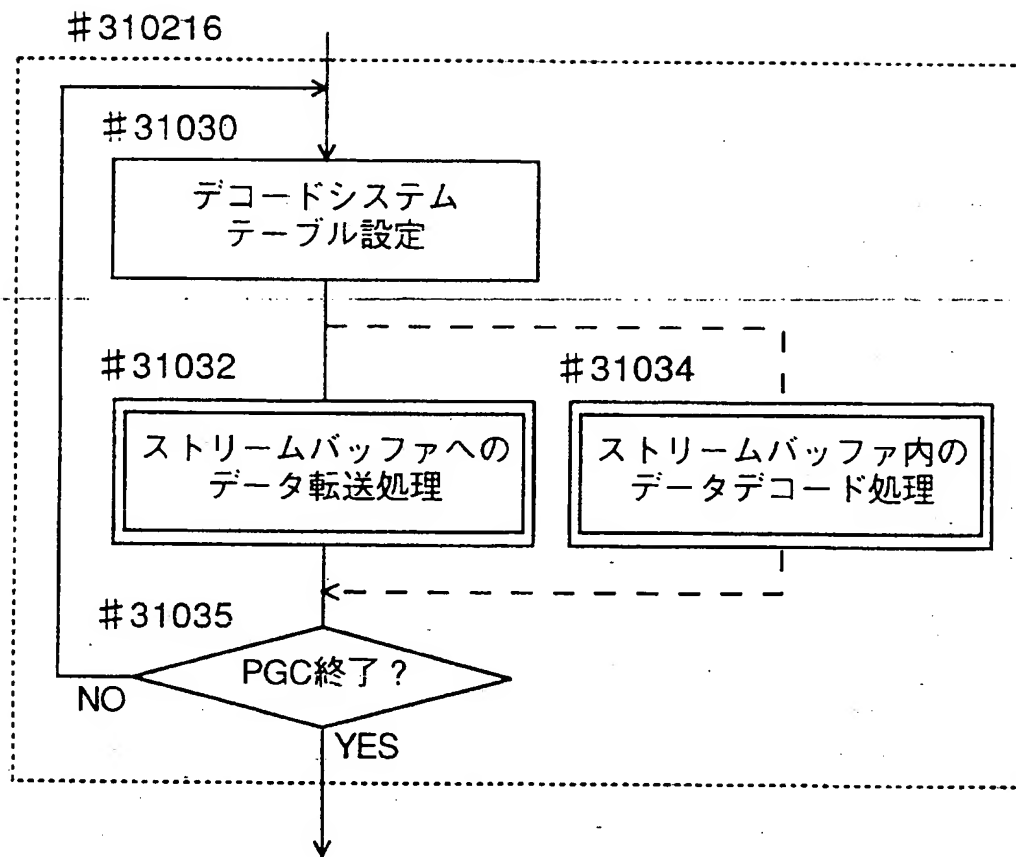 #310216
#31030
デコードシステム
テーブル設定
#31032
#31034
ストリームバッファへの
データ転送処理
ストリームバッファ内の
データデコード処理
#31035
PGC終了?
NO
YES